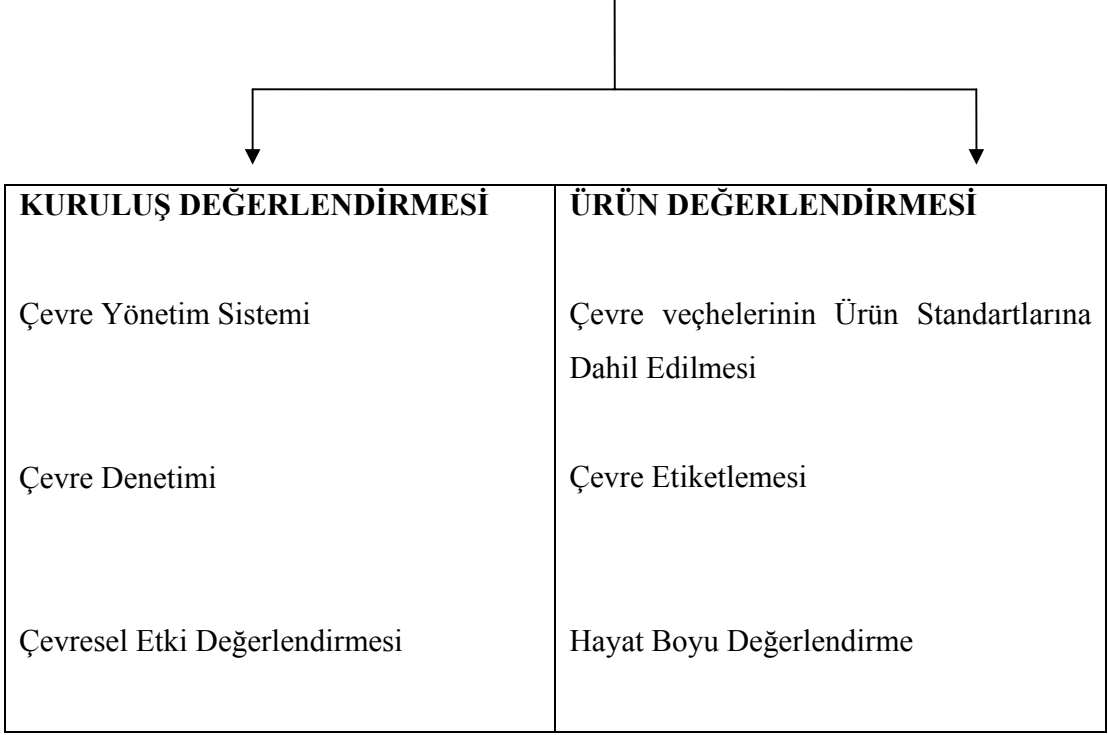 KURULUŞ DEĞERLENDİRMESİ
Çevre Yönetim Sistemi
Çevre Denetimi
Çevresel Etki Değerlendirmesi
ÜRÜN DEĞERLENDİRMESİ
Çevre veçhelerinin Ürün Standartlarına
Dahil Edilmesi
Çevre Etiketlemesi
Hayat Boyu Değerlendirme